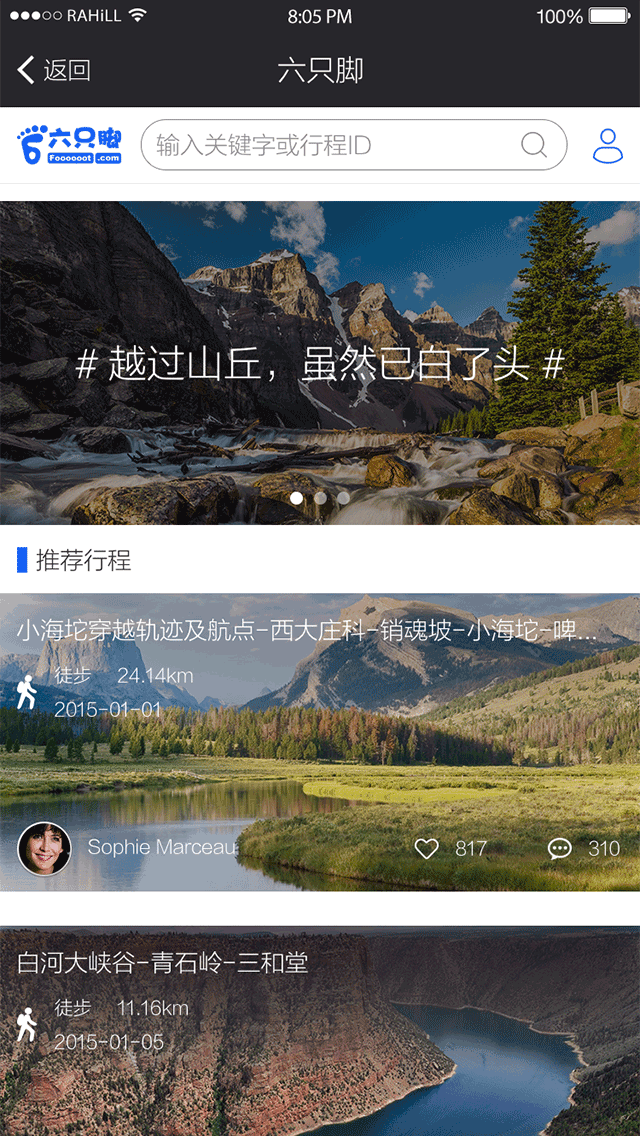 RAHiLL
8:05 PM
100%
返回
六只脚
六只脚
Foooooot .com
输入关键字或行程ID
# 越过山丘，虽然已白了头 #
推荐行程
小海坨穿越轨迹及航点-西大庄科-销魂坡-小海坨-啤...
徒步 24.14km
2015-01-01
Sophie Marceau
817
310
白河大峡谷-青石岭-三和堂
徒步 11.16km
2015-01-05